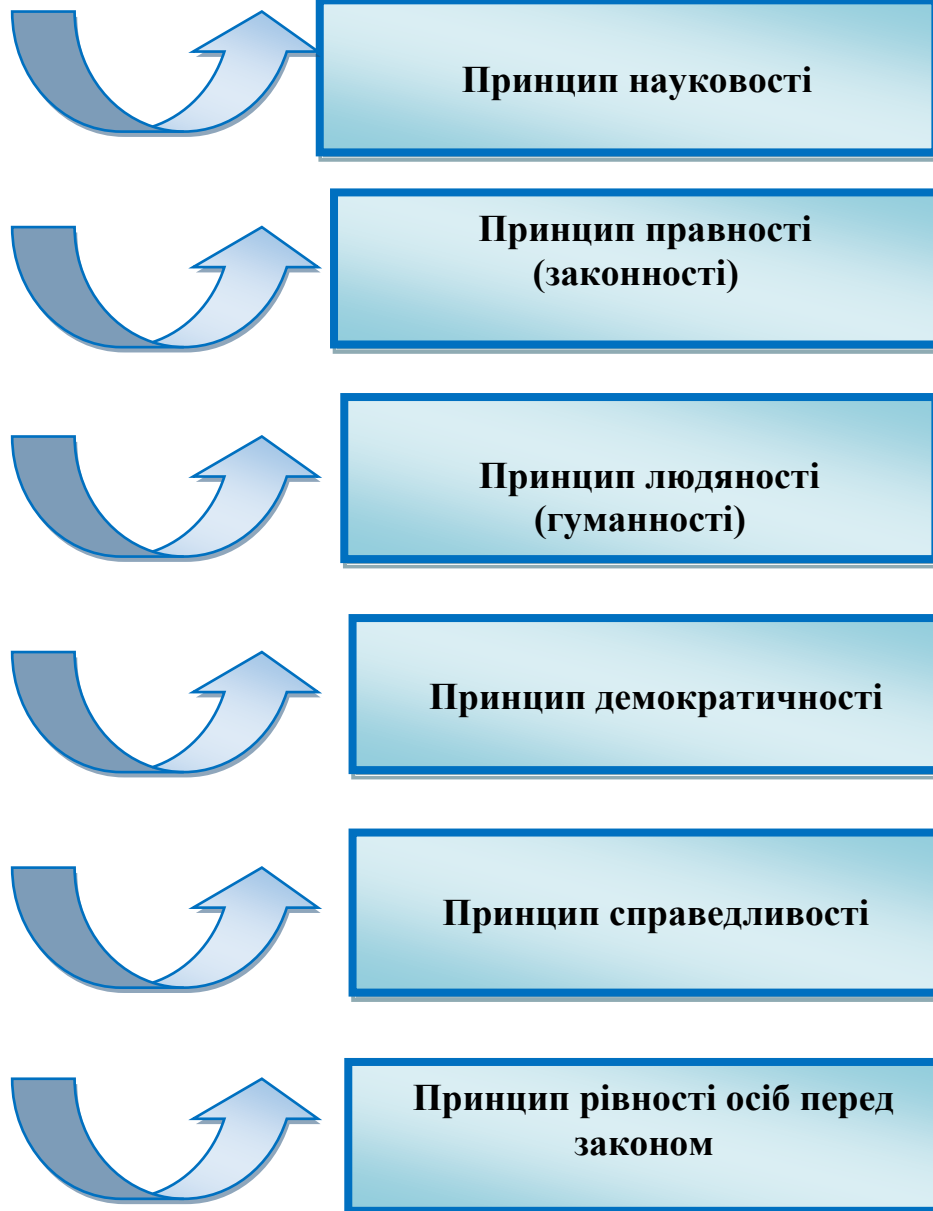 Принцип науковості
Принцип правності
(законності)
Принцип людяності
(гуманності)
Принцип демократичності
Принцип справедливості
Принцип рівності осіб перед
законом